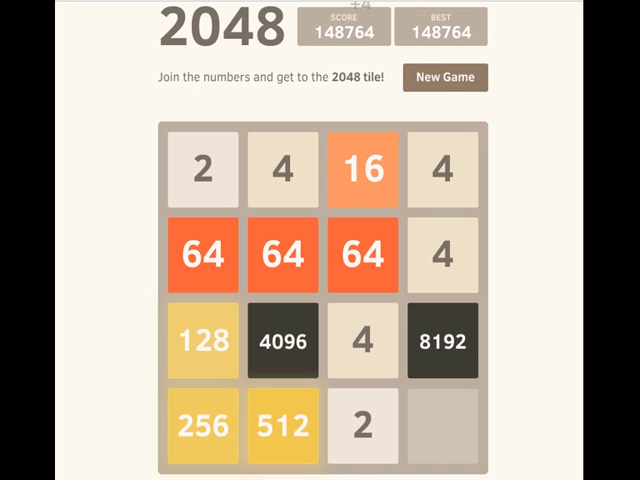 +4
2048
SCORE
148764
BEST
148764
Join the numbers and get to the 2048 tile!
New Game
2 4 16 4
64 64 64 4
128 4096 4 8192
256 512 2